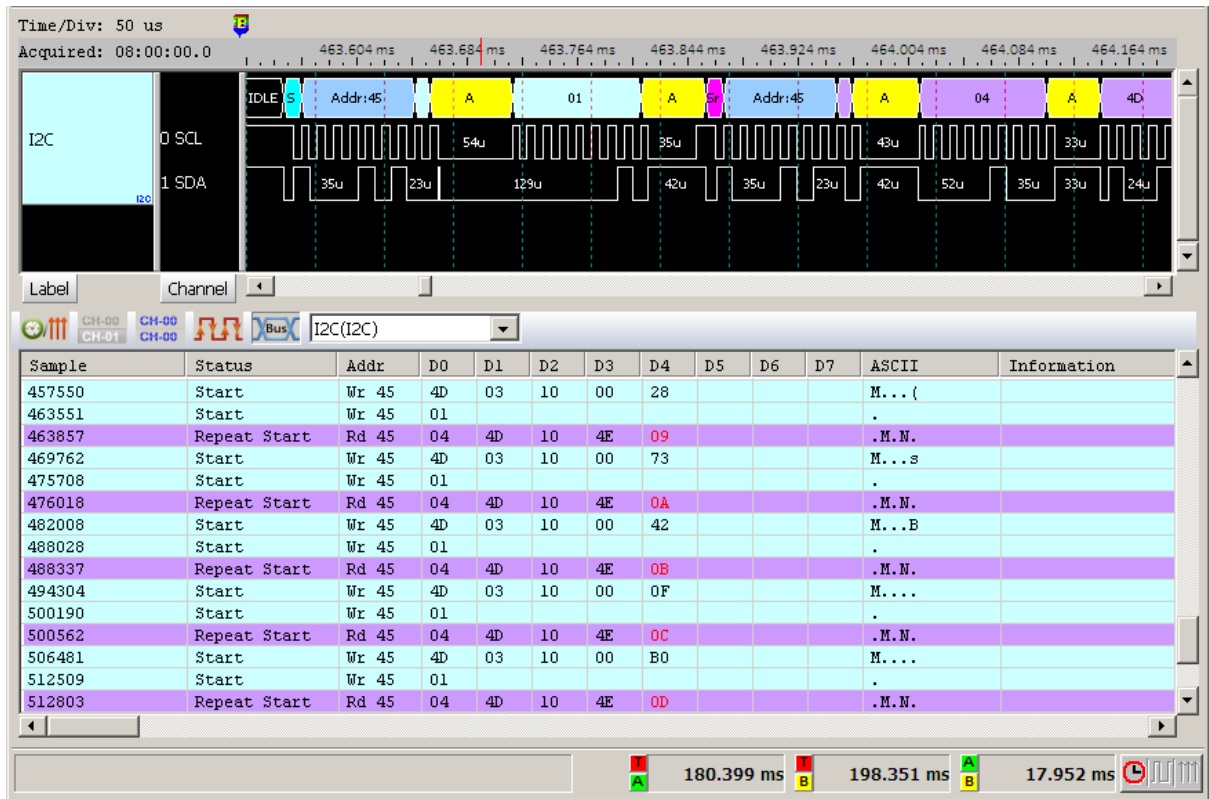 Time/Div: 50 us
Acquired: 08:00:00.0 463.604 ms 463.684 ms 463.764 ms 463.844 ms 463.924 ms 464.004 ms 464.084 ms 464.164 ms
IDLE S Addr:45 A 01 A Sr Addr:45 A 04 A 4D
I2C 0 SCL 54u 35u 43u 33u
1 SDA 35u 23u 129u 42u 35u 23u 42u 52u 35u 33u 24u
I2C
Label Channel
CH-00 CH-00 Bus I2C(I2C)
CH-01 CH-00
Sample Status Addr D0 D1 D2 D3 D4 D5 D6 D7 ASCII Information
457550 Start Wr 45 4D 03 10 00 28 M...(
463551 Start Wr 45 01 .
463857 Repeat Start Rd 45 04 4D 10 4E 09 .M.N.
469762 Start Wr 45 4D 03 10 00 73 M...s
475708 Start Wr 45 01 .
476018 Repeat Start Rd 45 04 4D 10 4E 0A .M.N.
482008 Start Wr 45 4D 03 10 00 42 M...B
488028 Start Wr 45 01 .
488337 Repeat Start Rd 45 04 4D 10 4E 0B .M.N.
494304 Start Wr 45 4D 03 10 00 0F M....
500190 Start Wr 45 01 .
500562 Repeat Start Rd 45 04 4D 10 4E 0C .M.N.
506481 Start Wr 45 4D 03 10 00 B0 M....
512509 Start Wr 45 01 .
512803 Repeat Start Rd 45 04 4D 10 4E 0D .M.N.
T A 180.399 ms T B 198.351 ms A B 17.952 ms